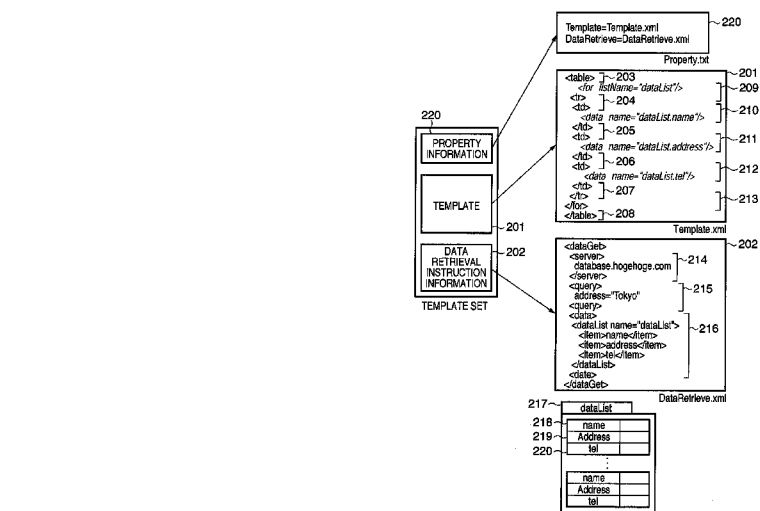 220
Template=Template.xml
DataRetrieve=DataRetrieve.xml
Property.txt
201
<table> 203
<for listName="dataList"/> 209
<tr>
<td> 204
210
<data name="dataList.name"/>
</td> 205
<td>
211
<data name="dataList.address"/>
</td> 206
<td>
212
<data name="dataList.tel"/>
</td> 207
</tr>
213
</for>
</table> 208
Template.xml
220
PROPERTY
INFORMATION
TEMPLATE
201
DATA
RETRIEVAL
INSTRUCTION
INFORMATION
202
TEMPLATE SET
202
<dataGet>
<server>
database.hogehoge.com 214
</server>
<query>
address="Tokyo" 215
<query>
<data>
<dataList name="dataList"> 216
<item>name</item>
<item>address</item>
<item>tel</item>
</dataList>
<data>
</dataGet>
DataRetrieve.xml
217 dataList
218 name
219 Address
220 tel
name
Address
tel